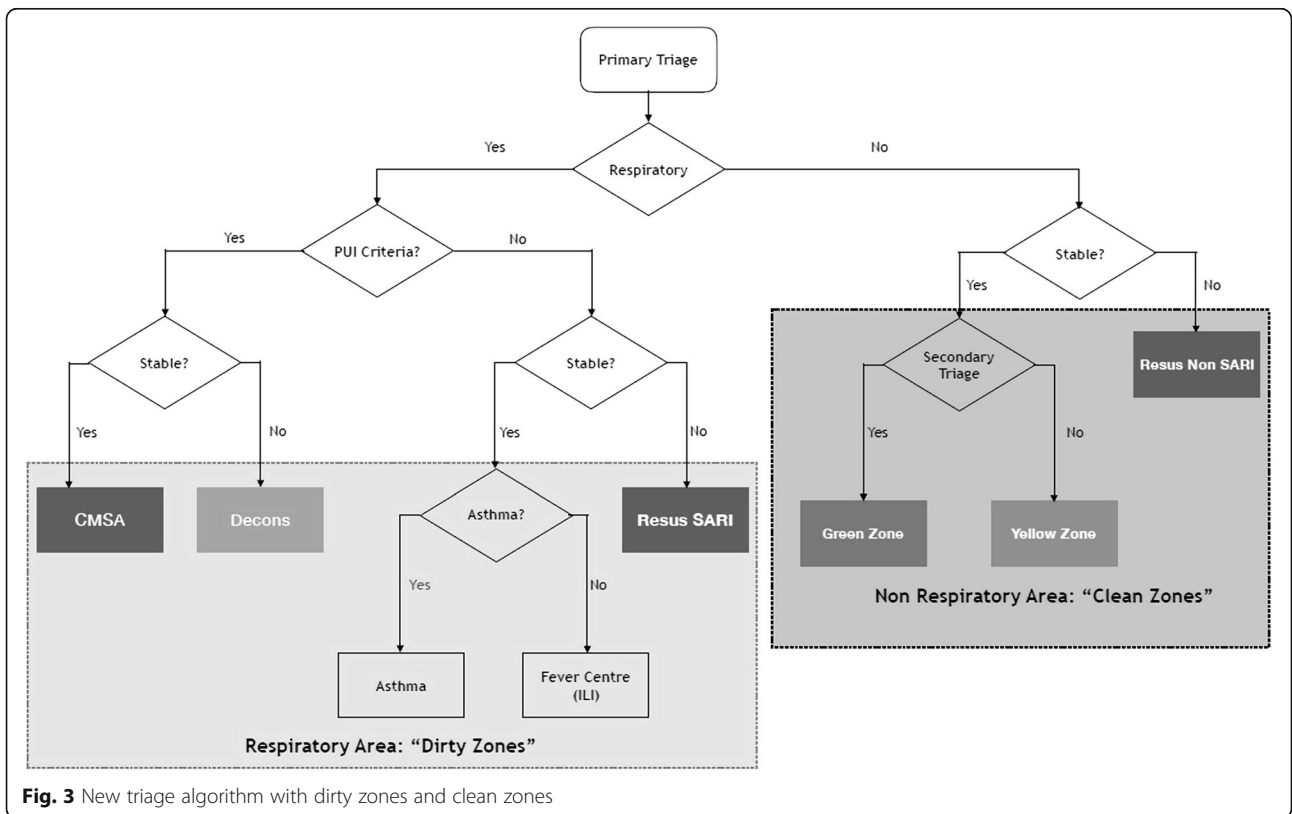 Primary Triage
Yes
No
Respiratory
Yes
PUI Criteria?
No
Stable?
Yes
No
Stable?
Stable?
Secondary
Triage
Resus Non SARI
Yes
No
Yes
No
Yes
No
CMSA
Decons
Asthma?
Resus SARI
Green Zone
Yellow Zone
Yes
No
Non Respiratory Area: “Clean Zones”
Asthma
Fever Centre
(ILI)
Respiratory Area: “Dirty Zones”
Fig. 3 New triage algorithm with dirty zones and clean zones